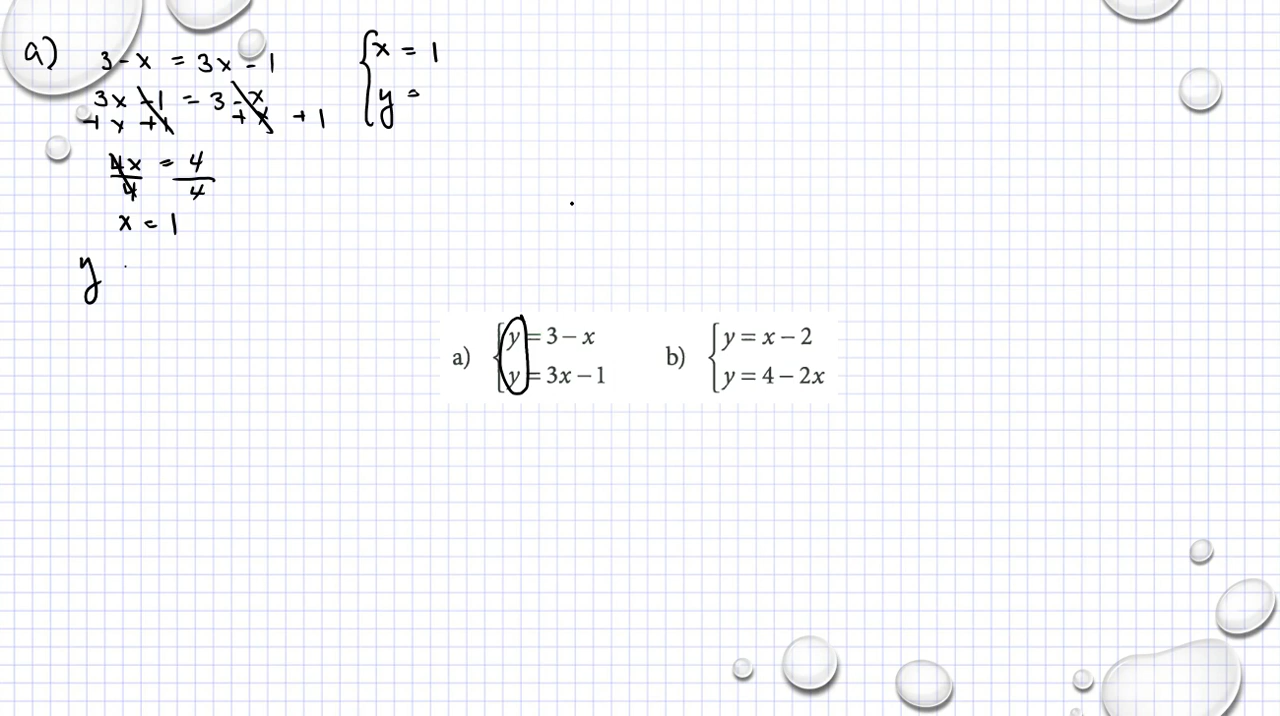 a) 3 - x = 3x - 1
3x - 1 = 3 - x
+ x + 1 + x + 1
4x = 4
4 4
x = 1
y
{ x = 1
y =
a) { y = 3 − x
y = 3x − 1
b) { y = x − 2
y = 4 − 2x